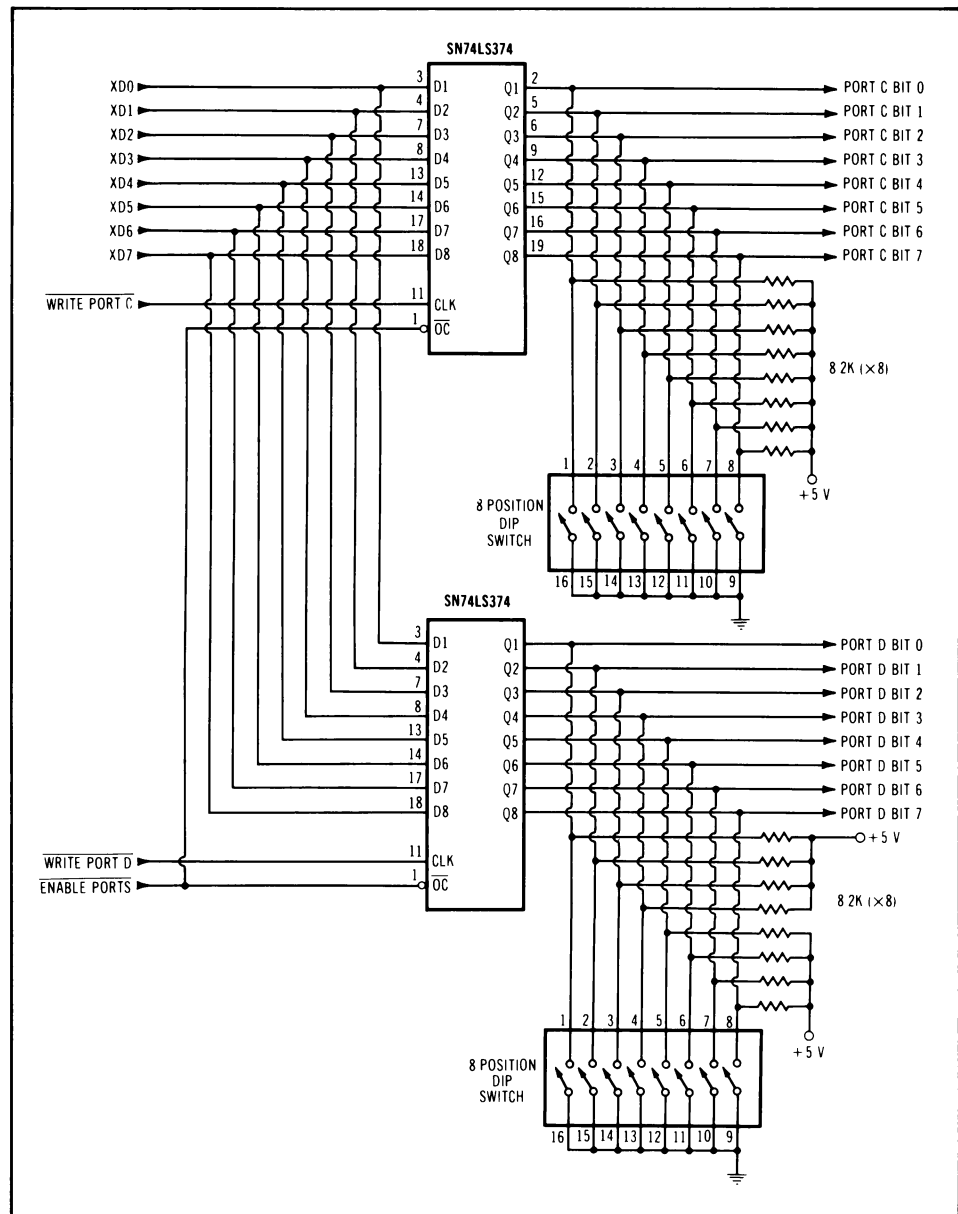 SN74LS374
XD0 3 D1 Q1 2 PORT C BIT 0
XD1 4 D2 Q2 5 PORT C BIT 1
XD2 7 D3 Q3 6 PORT C BIT 2
XD3 8 D4 Q4 9 PORT C BIT 3
XD4 13 D5 Q5 12 PORT C BIT 4
XD5 14 D6 Q6 15 PORT C BIT 5
XD6 17 D7 Q7 16 PORT C BIT 6
XD7 18 D8 Q8 19 PORT C BIT 7
WRITE PORT C 11 CLK
1 OC
8 2K (×8)
+5 V
1 2 3 4 5 6 7 8
8 POSITION
DIP
SWITCH
16 15 14 13 12 11 10 9
SN74LS374
3 D1 Q1 PORT D BIT 0
4 D2 Q2 PORT D BIT 1
7 D3 Q3 PORT D BIT 2
8 D4 Q4 PORT D BIT 3
13 D5 Q5 PORT D BIT 4
14 D6 Q6 PORT D BIT 5
17 D7 Q7 PORT D BIT 6
18 D8 Q8 PORT D BIT 7
+5 V
WRITE PORT D 11 CLK
ENABLE PORTS 1 OC
8 2K (×8)
+5 V
1 2 3 4 5 6 7 8
8 POSITION
DIP
SWITCH
16 15 14 13 12 11 10 9